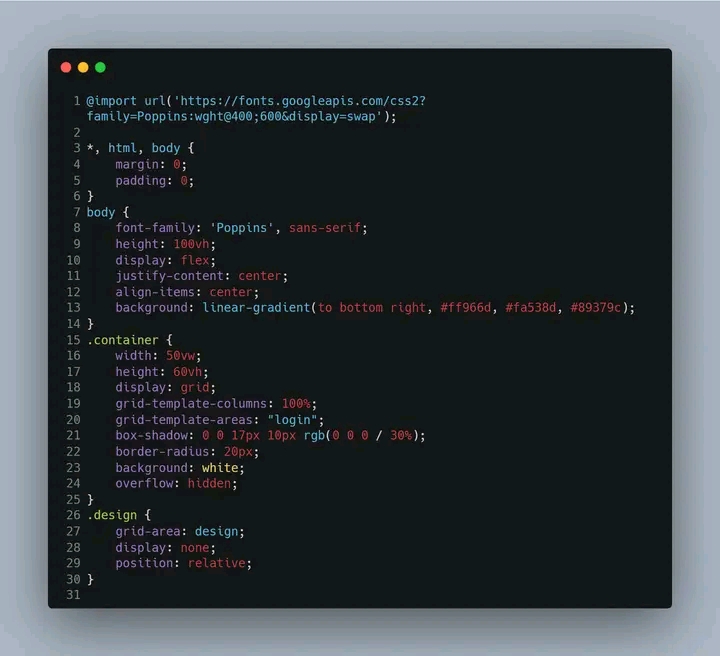 1 @import url('https://fonts.googleapis.com/css2?
family=Poppins:wght@400;600&display=swap');
2
3 *, html, body {
4     margin: 0;
5     padding: 0;
6 }
7 body {
8     font-family: 'Poppins', sans-serif;
9     height: 100vh;
10     display: flex;
11     justify-content: center;
12     align-items: center;
13     background: linear-gradient(to bottom right, #ff966d, #fa538d, #89379c);
14 }
15 .container {
16     width: 50vw;
17     height: 60vh;
18     display: grid;
19     grid-template-columns: 100%;
20     grid-template-areas: "login";
21     box-shadow: 0 0 17px 10px rgb(0 0 0 / 30%);
22     border-radius: 20px;
23     background: white;
24     overflow: hidden;
25 }
26 .design {
27     grid-area: design;
28     display: none;
29     position: relative;
30 }
31